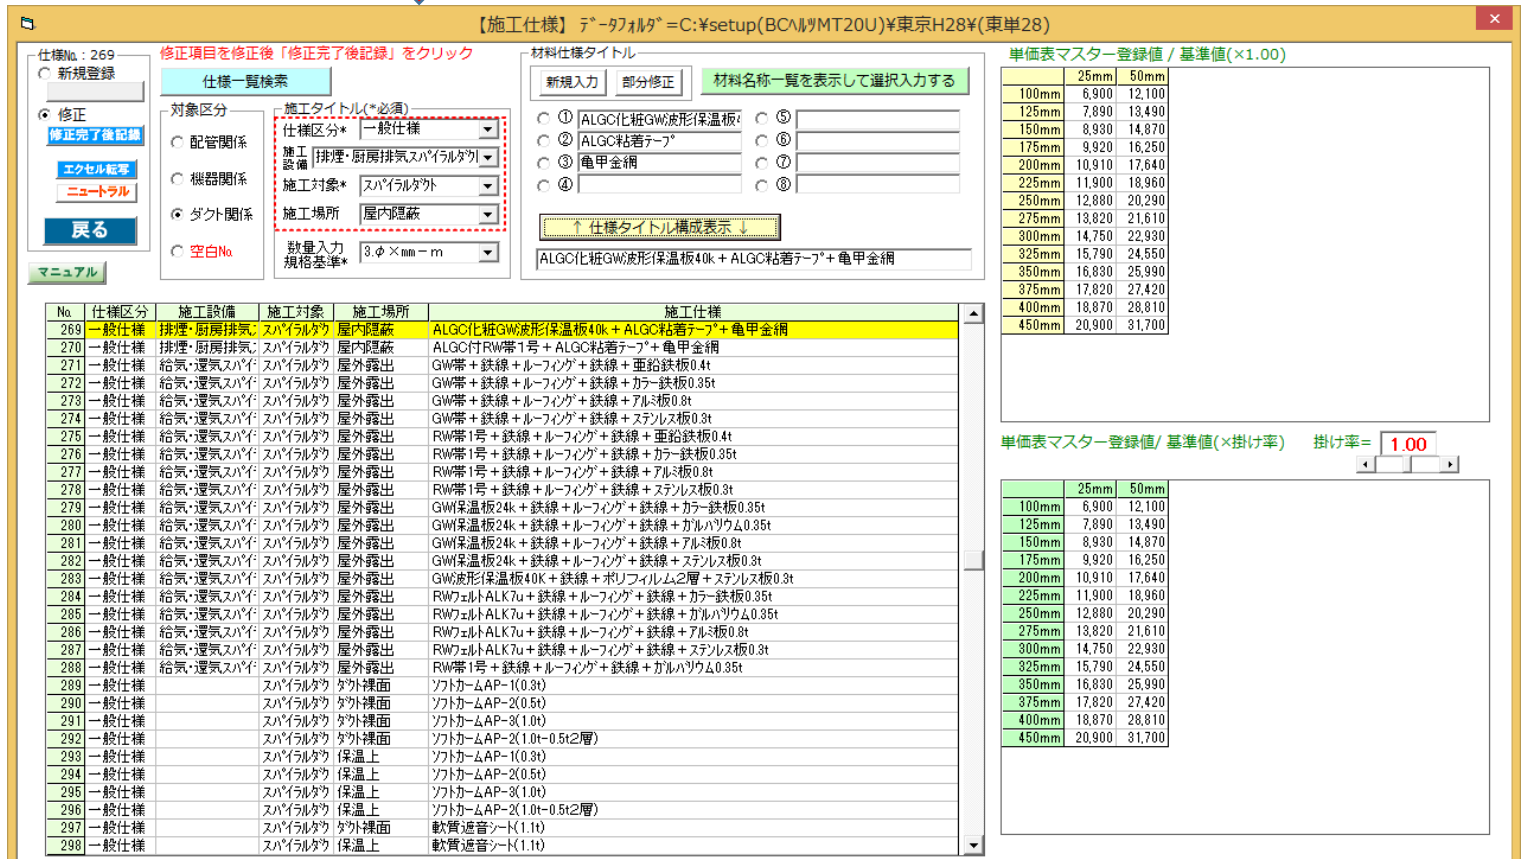 【施工仕様】 ﾃﾞｰﾀﾌｫﾙﾀﾞ=C:¥setup(BCﾍﾙﾂMT20U)¥東京H28¥(東単28)
仕様No. : 269
新規登録
修正
修正完了後記録
エクセル転写
ニュートラル
戻る
マニュアル
修正項目を修正後「修正完了後記録」をクリック
仕様一覧検索
対象区分
配管関係
機器関係
ダクト関係
空白No.
施工タイトル(*必須)
仕様区分* 一般仕様
施工設備 排煙・厨房排気スパイラルダクト
施工対象* スパイラルダクト
施工場所 屋内隠蔽
数量入力規格基準* 3.φ×mm－m
材料仕様タイトル
新規入力 部分修正 材料名称一覧を表示して選択入力する
① ALGC化粧GW波形保温板4 ⑤
② ALGC粘着テープ ⑥
③ 亀甲金網 ⑦
④ ⑧
↑ 仕様タイトル構成表示 ↓
ALGC化粧GW波形保温板40k＋ALGC粘着テープ＋亀甲金網
No. 仕様区分 施工設備 施工対象 施工場所 施工仕様
269 一般仕様 排煙・厨房排気ス スパイラルダク 屋内隠蔽 ALGC化粧GW波形保温板40k＋ALGC粘着テープ＋亀甲金網
270 一般仕様 排煙・厨房排気ス スパイラルダク 屋内隠蔽 ALGC付RW帯1号＋ALGC粘着テープ＋亀甲金網
271 一般仕様 給気・還気スパイラ スパイラルダク 屋外露出 GW帯＋鉄線＋ルーフィング＋鉄線＋亜鉛鉄板0.4t
272 一般仕様 給気・還気スパイラ スパイラルダク 屋外露出 GW帯＋鉄線＋ルーフィング＋鉄線＋カラー鉄板0.35t
273 一般仕様 給気・還気スパイラ スパイラルダク 屋外露出 GW帯＋鉄線＋ルーフィング＋鉄線＋アルミ板0.8t
274 一般仕様 給気・還気スパイラ スパイラルダク 屋外露出 GW帯＋鉄線＋ルーフィング＋鉄線＋ステンレス板0.3t
275 一般仕様 給気・還気スパイラ スパイラルダク 屋外露出 RW帯1号＋鉄線＋ルーフィング＋鉄線＋亜鉛鉄板0.4t
276 一般仕様 給気・還気スパイラ スパイラルダク 屋外露出 RW帯1号＋鉄線＋ルーフィング＋鉄線＋カラー鉄板0.35t
277 一般仕様 給気・還気スパイラ スパイラルダク 屋外露出 RW帯1号＋鉄線＋ルーフィング＋鉄線＋アルミ板0.8t
278 一般仕様 給気・還気スパイラ スパイラルダク 屋外露出 RW帯1号＋鉄線＋ルーフィング＋鉄線＋ステンレス板0.3t
279 一般仕様 給気・還気スパイラ スパイラルダク 屋外露出 GW保温板24k＋鉄線＋ルーフィング＋鉄線＋カラー鉄板0.35t
280 一般仕様 給気・還気スパイラ スパイラルダク 屋外露出 GW保温板24k＋鉄線＋ルーフィング＋鉄線＋ガルバリウム0.35t
281 一般仕様 給気・還気スパイラ スパイラルダク 屋外露出 GW保温板24k＋鉄線＋ルーフィング＋鉄線＋アルミ板0.8t
282 一般仕様 給気・還気スパイラ スパイラルダク 屋外露出 GW保温板24k＋鉄線＋ルーフィング＋鉄線＋ステンレス板0.3t
283 一般仕様 給気・還気スパイラ スパイラルダク 屋外露出 GW波形保温板40K＋鉄線＋ポリフィルム2層＋ステンレス板0.3t
284 一般仕様 給気・還気スパイラ スパイラルダク 屋外露出 RWフェルトALK7u＋鉄線＋ルーフィング＋鉄線＋カラー鉄板0.35t
285 一般仕様 給気・還気スパイラ スパイラルダク 屋外露出 RWフェルトALK7u＋鉄線＋ルーフィング＋鉄線＋ガルバリウム0.35t
286 一般仕様 給気・還気スパイラ スパイラルダク 屋外露出 RWフェルトALK7u＋鉄線＋ルーフィング＋鉄線＋アルミ板0.8t
287 一般仕様 給気・還気スパイラ スパイラルダク 屋外露出 RWフェルトALK7u＋鉄線＋ルーフィング＋鉄線＋ステンレス板0.3t
288 一般仕様 給気・還気スパイラ スパイラルダク 屋外露出 RW帯1号＋鉄線＋ルーフィング＋鉄線＋ガルバリウム0.35t
289 一般仕様 スパイラルダク ダクト裸面 ソフトカームAP-1(0.3t)
290 一般仕様 スパイラルダク ダクト裸面 ソフトカームAP-2(0.5t)
291 一般仕様 スパイラルダク ダクト裸面 ソフトカームAP-3(1.0t)
292 一般仕様 スパイラルダク ダクト裸面 ソフトカームAP-2(1.0t-0.5t2層)
293 一般仕様 スパイラルダク 保温上 ソフトカームAP-1(0.3t)
294 一般仕様 スパイラルダク 保温上 ソフトカームAP-2(0.5t)
295 一般仕様 スパイラルダク 保温上 ソフトカームAP-3(1.0t)
296 一般仕様 スパイラルダク 保温上 ソフトカームAP-2(1.0t-0.5t2層)
297 一般仕様 スパイラルダク ダクト裸面 軟質遮音シート(1.1t)
298 一般仕様 スパイラルダク 保温上 軟質遮音シート(1.1t)
単価表マスター登録値 / 基準値(×1.00)
25mm 50mm
100mm 6,900 12,100
125mm 7,890 13,490
150mm 8,930 14,870
175mm 9,920 16,250
200mm 10,910 17,640
225mm 11,900 18,960
250mm 12,880 20,290
275mm 13,820 21,610
300mm 14,750 22,930
325mm 15,790 24,550
350mm 16,830 25,990
375mm 17,820 27,420
400mm 18,870 28,810
450mm 20,900 31,700
単価表マスター登録値/ 基準値(×掛け率) 掛け率= 1.00
25mm 50mm
100mm 6,900 12,100
125mm 7,890 13,490
150mm 8,930 14,870
175mm 9,920 16,250
200mm 10,910 17,640
225mm 11,900 18,960
250mm 12,880 20,290
275mm 13,820 21,610
300mm 14,750 22,930
325mm 15,790 24,550
350mm 16,830 25,990
375mm 17,820 27,420
400mm 18,870 28,810
450mm 20,900 31,700